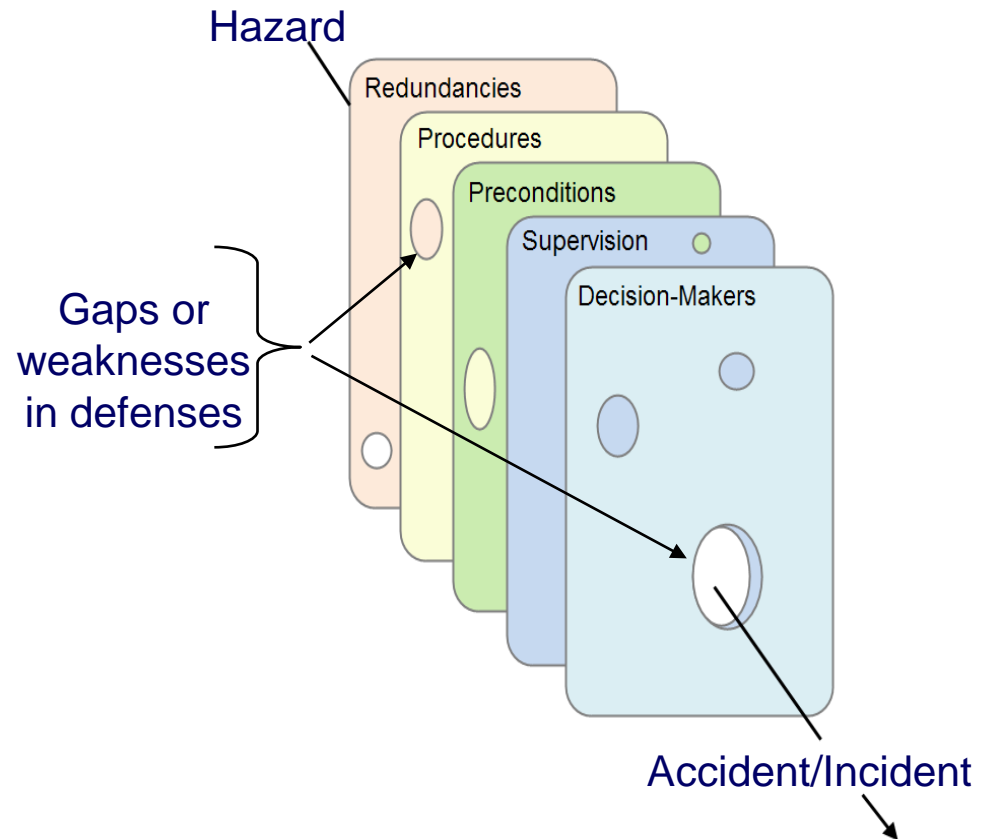 Hazard
Redundancies
Procedures
Preconditions
Supervision
Decision-Makers
Gaps or
weaknesses
in defenses
Accident/Incident